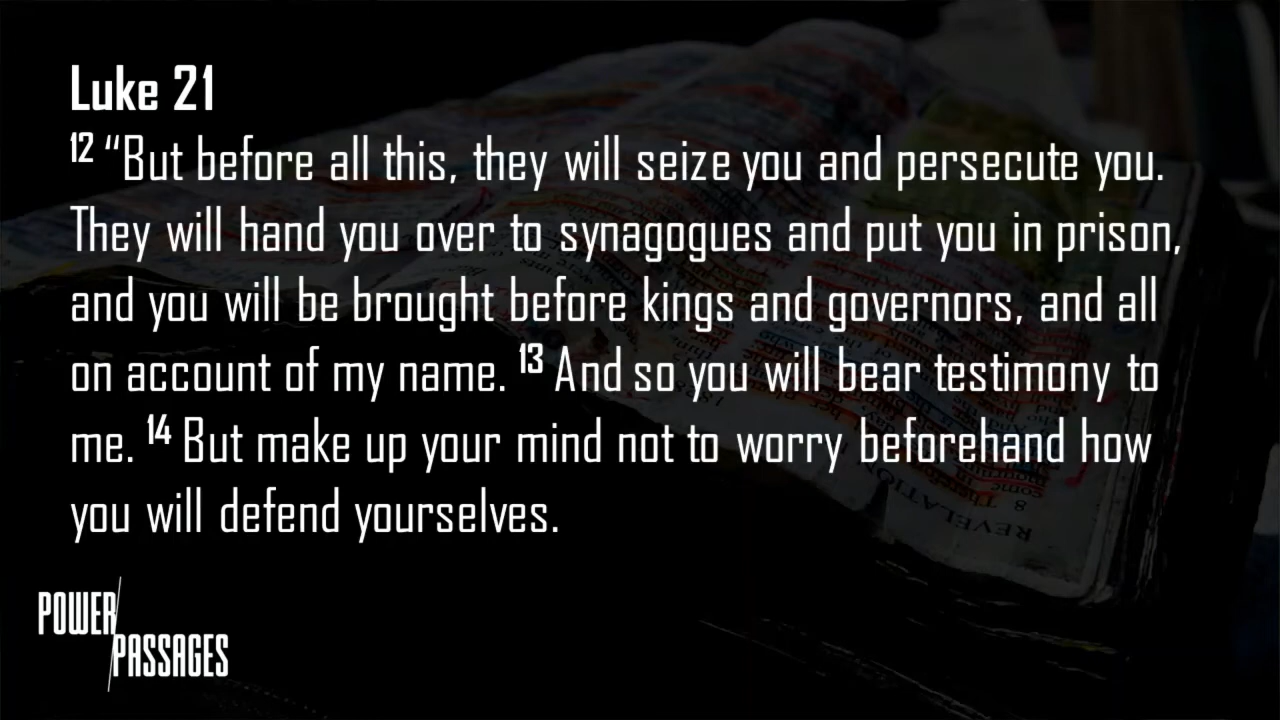 Luke 21
12 “But before all this, they will seize you and persecute you.
They will hand you over to synagogues and put you in prison,
and you will be brought before kings and governors, and all
on account of my name. 13 And so you will bear testimony to
me. 14 But make up your mind not to worry beforehand how
you will defend yourselves.
POWER
PASSAGES
REVELATION